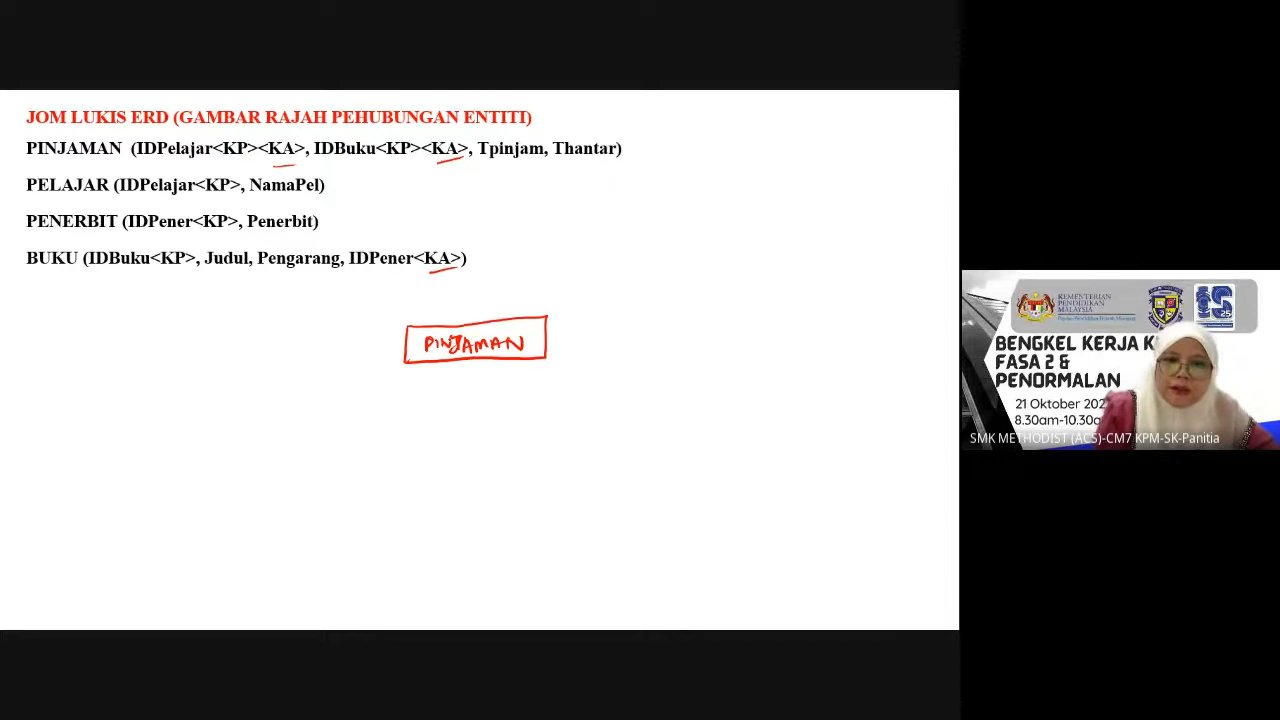 JOM LUKIS ERD (GAMBAR RAJAH PEHUBUNGAN ENTITI)
PINJAMAN (IDPelajar<KP><KA>, IDBuku<KP><KA>, Tpinjam, Thantar)
PELAJAR (IDPelajar<KP>, NamaPel)
PENERBIT (IDPener<KP>, Penerbit)
BUKU (IDBuku<KP>, Judul, Pengarang, IDPener<KA>)
PINJAMAN
KEMENTERIAN
PENDIDIKAN
MALAYSIA
25
BENGKEL KERJA K
FASA 2 &
PENORMALAN
21 Oktober 202
8.30am-10.30a
SMK METHODIST (ACS)-CM7 KPM-SK-Panitia